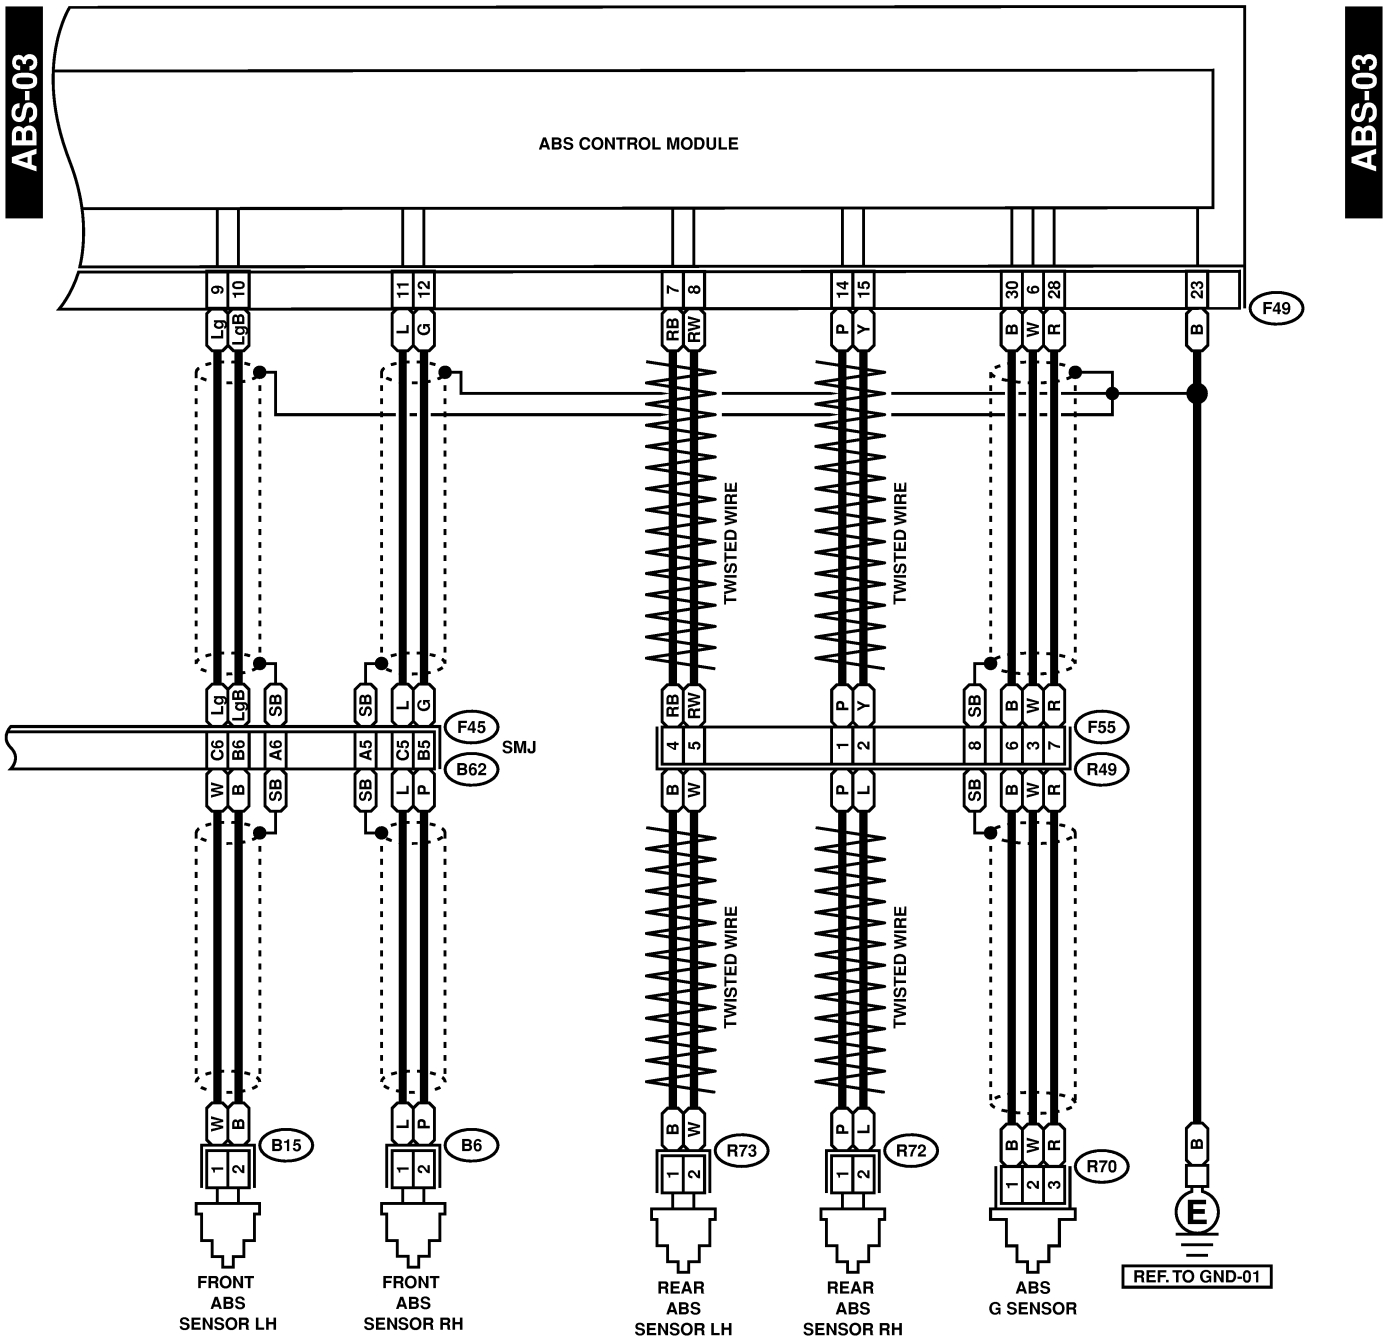 ABS-03
ABS-03
ABS CONTROL MODULE
9 10 11 12 7 8 14 15 30 6 28 23
F49
Lg LgB L G RB RW P Y B W R B
TWISTED WIRE
TWISTED WIRE
Lg LgB SB SB L G RB RW P Y SB B W R
F45
F55
C6 B6 A6 A5 C5 B5
SMJ
4 5 1 2 8 6 3 7
B62
R49
W B SB SB L P B W P L SB B W R
TWISTED WIRE
TWISTED WIRE
W B L P B W P L B W R B
B15
B6
R73
R72
R70
1 2 1 2 1 2 1 2 1 2 3
E
REF. TO GND-01
FRONT
ABS
SENSOR LH
FRONT
ABS
SENSOR RH
REAR
ABS
SENSOR LH
REAR
ABS
SENSOR RH
ABS
G SENSOR